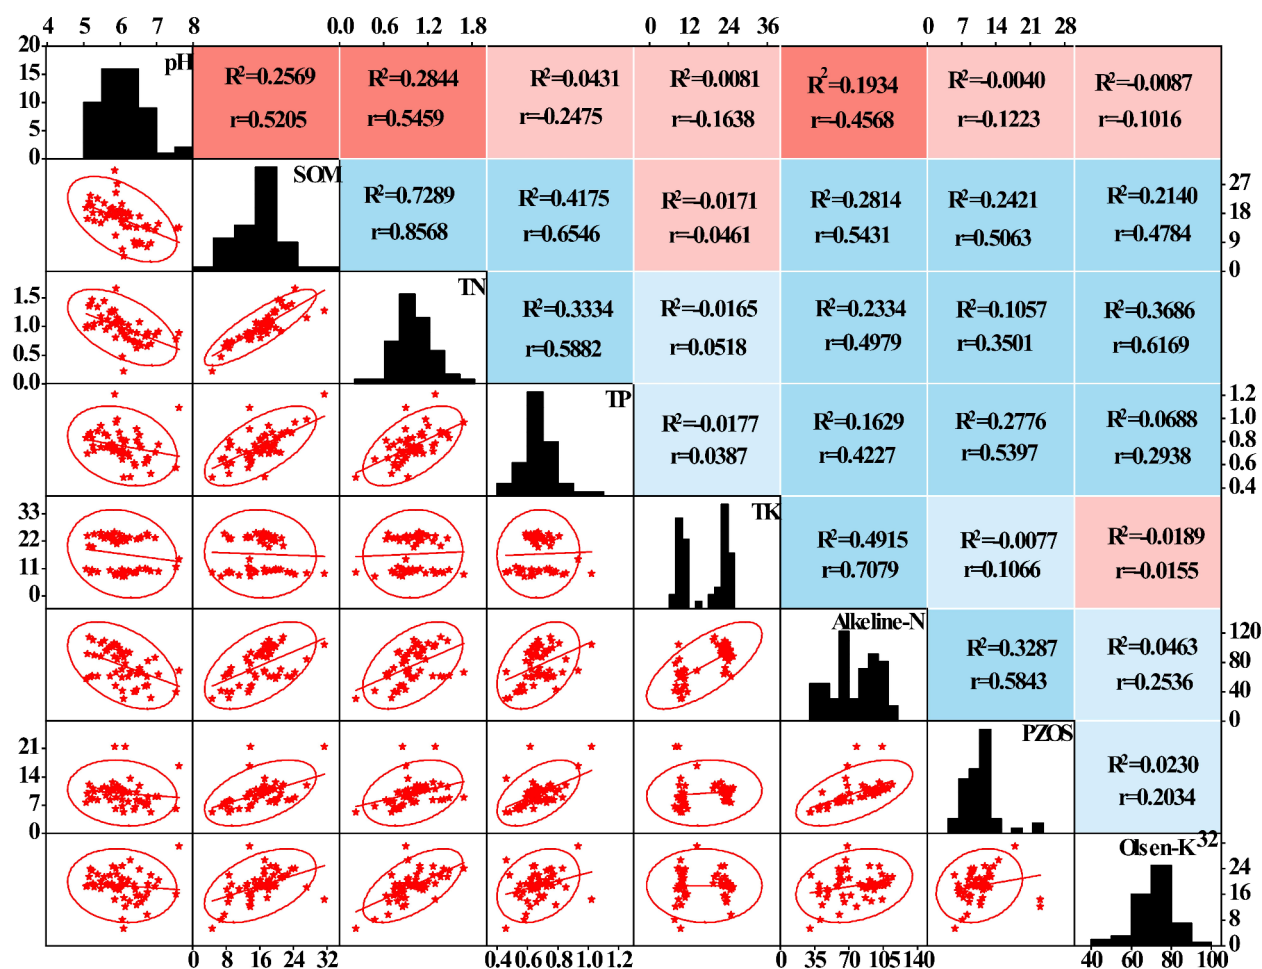 4 5 6 7 8 0.0 0.6 1.2 1.8 0 12 24 36 0 7 14 21 28
20
15
10
5
0
pH
R²=0.2569
r=0.5205
R²=0.2844
r=0.5459
R²=0.0431
r=-0.2475
R²=0.0081
r=-0.1638
R²=0.1934
r=-0.4568
R²=-0.0040
r=-0.1223
R²=-0.0087
r=-0.1016
SOM
R²=0.7289
r=0.8568
R²=0.4175
r=0.6546
R²=-0.0171
r=-0.0461
R²=0.2814
r=0.5431
R²=0.2421
r=0.5063
R²=0.2140
r=0.4784
27
18
9
0
1.5
1.0
0.5
0.0
TN
R²=0.3334
r=0.5882
R²=-0.0165
r=0.0518
R²=0.2334
r=0.4979
R²=0.1057
r=0.3501
R²=0.3686
r=0.6169
TP
R²=-0.0177
r=0.0387
R²=0.1629
r=0.4227
R²=0.2776
r=0.5397
R²=0.0688
r=0.2938
1.2
1.0
0.8
0.6
0.4
33
22
11
0
TK
R²=0.4915
r=0.7079
R²=-0.0077
r=0.1066
R²=-0.0189
r=-0.0155
Alkeline-N
R²=0.3287
r=0.5843
R²=0.0463
r=0.2536
120
80
40
0
21
14
7
0
PZOS
R²=0.0230
r=0.2034
Olsen-K
32
24
16
8
0
0 8 16 24 32 0.4 0.6 0.8 1.0 1.2 0 35 70 105 140 40 60 80 100